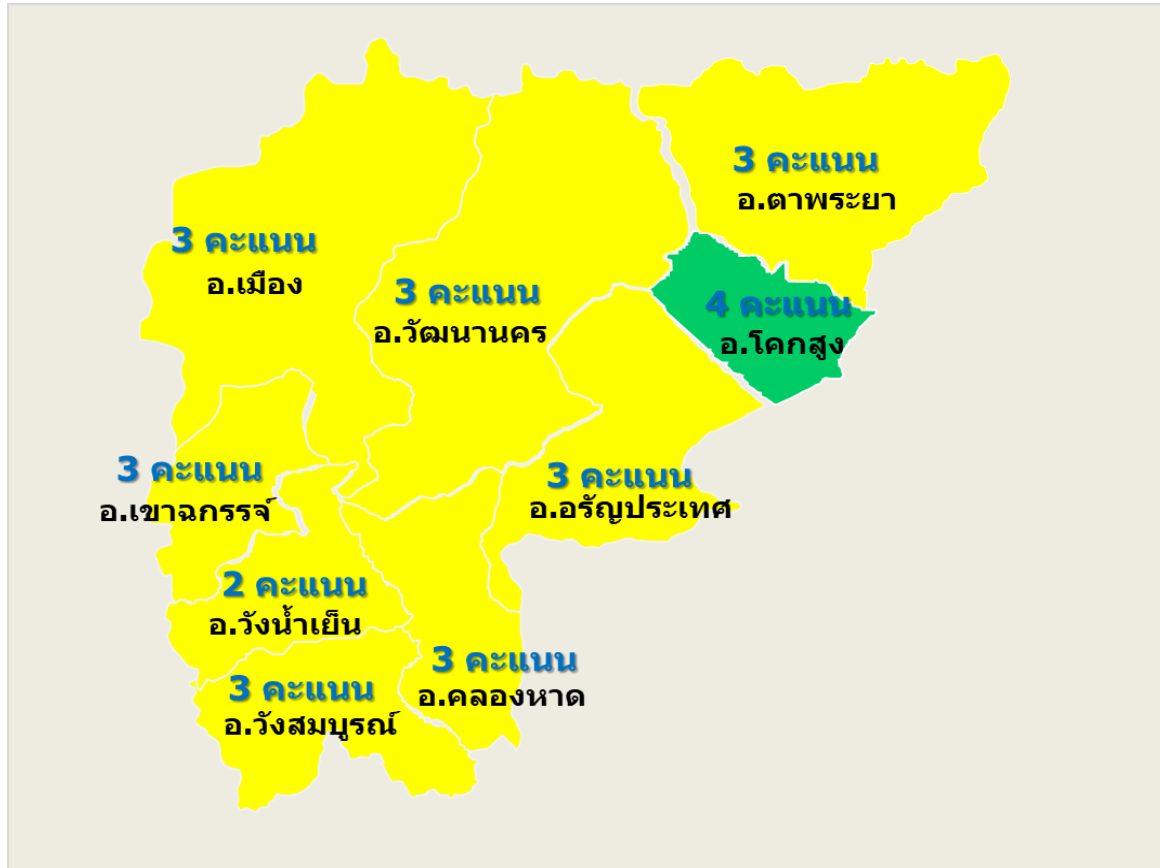 3 คะแนน
อ.ตาพระยา
3 คะแนน
อ.เมือง
3 คะแนน
อ.วัฒนานคร
4 คะแนน
อ.โคกสูง
3 คะแนน
อ.เขาฉกรรจ์
3 คะแนน
อ.อรัญประเทศ
2 คะแนน
อ.วังน้ำเย็น
3 คะแนน
อ.คลองหาด
3 คะแนน
อ.วังสมบูรณ์